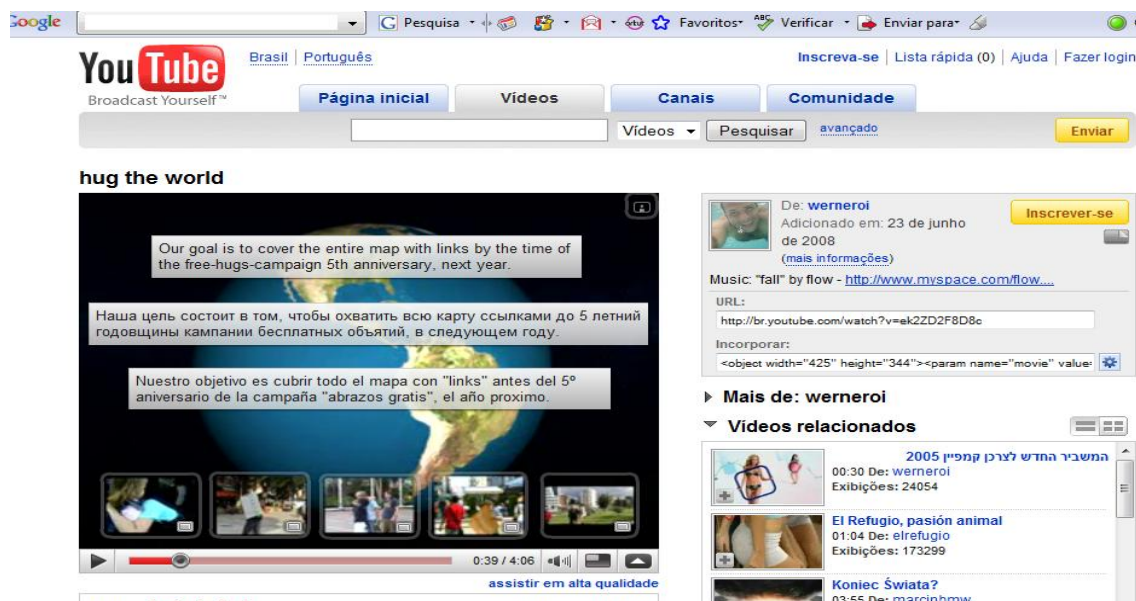 Google
Pesquisa
Favoritos
Verificar
Enviar para
You Tube
Broadcast Yourself™
Brasil | Português
Inscreva-se | Lista rápida (0) | Ajuda | Fazer login
Página inicial
Vídeos
Canais
Comunidade
Vídeos
Pesquisar
avançado
Enviar
hug the world
Our goal is to cover the entire map with links by the time of
the free-hugs-campaign 5th anniversary, next year.
Наша цель состоит в том, чтобы охватить всю карту ссылками до 5 летний
годовщины кампании бесплатных объятий, в следующем году.
Nuestro objetivo es cubrir todo el mapa con "links" antes del 5º
aniversario de la campaña "abrazos gratis", el año proximo.
0:39 / 4:06
assistir em alta qualidade
De: werneroi
Adicionado em: 23 de junho
de 2008
(mais informações)
Inscrever-se
Music: "fall" by flow - http://www.myspace.com/flow....
URL:
http://br.youtube.com/watch?v=ek2ZD2F8D8c
Incorporar:
<object width="425" height="344"><param name="movie" value=
Mais de: werneroi
Vídeos relacionados
המשביר החדש לצרכן קמפיין 2005
00:30 De: werneroi
Exibições: 24054
El Refugio, pasión animal
01:04 De: elrefugio
Exibições: 173299
Koniec Świata?
03:55 De: marcinbmw